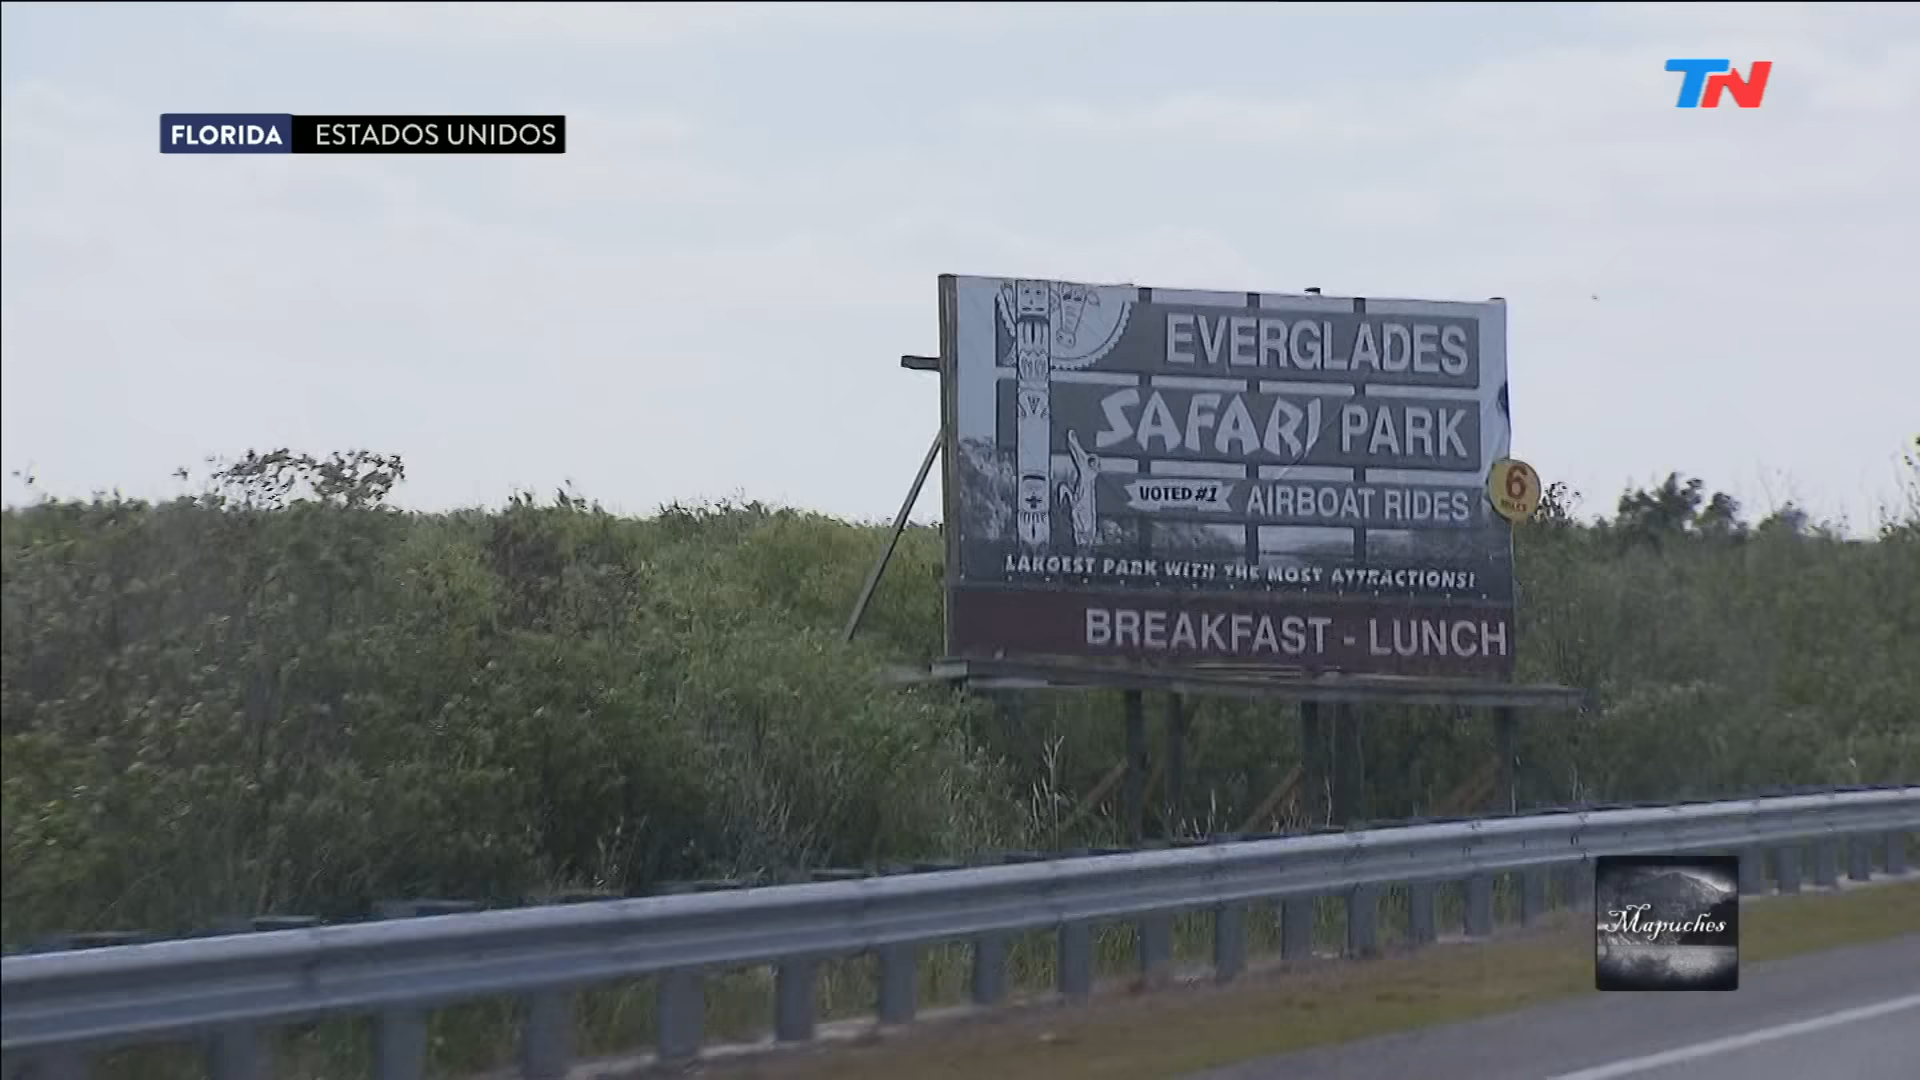 FLORIDA ESTADOS UNIDOS
TN
EVERGLADES
SAFARI PARK
VOTED #1 AIRBOAT RIDES
6
MILES
LARGEST PARK WITH THE MOST ATTRACTIONS!
BREAKFAST - LUNCH
Mapuches